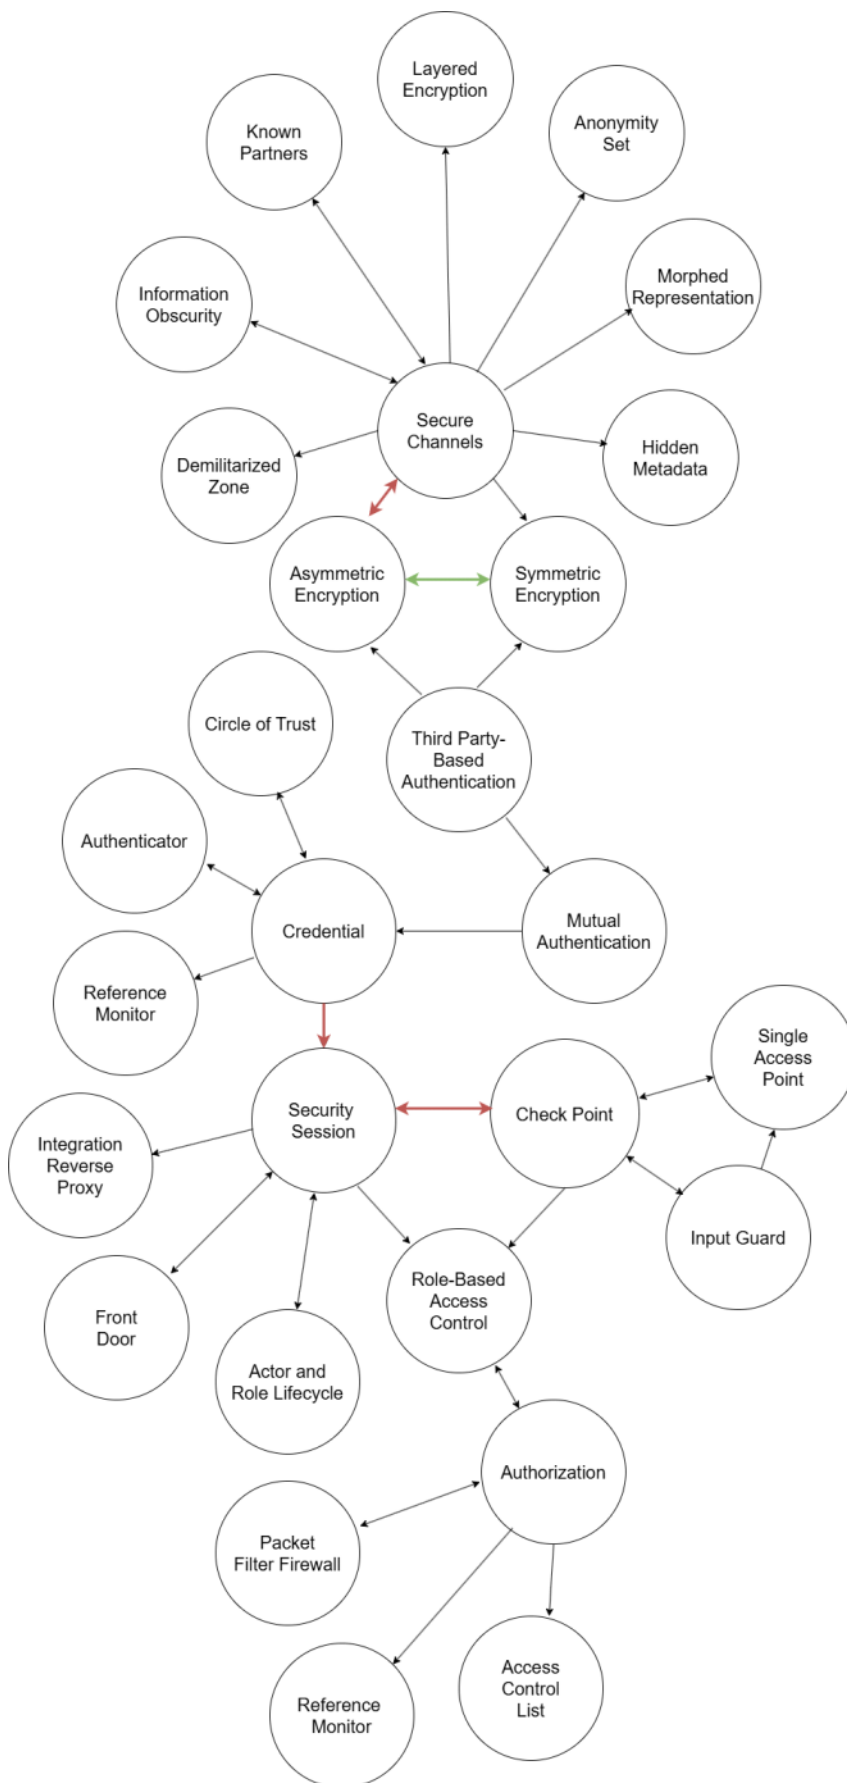 Layered
Encryption
Known
Partners
Anonymity
Set
Information
Obscurity
Morphed
Representation
Secure
Channels
Demilitarized
Zone
Hidden
Metadata
Asymmetric
Encryption
Symmetric
Encryption
Circle of Trust
Third Party-
Based
Authentication
Authenticator
Credential
Mutual
Authentication
Reference
Monitor
Single
Access
Point
Security
Session
Check Point
Integration
Reverse
Proxy
Input Guard
Role-Based
Access
Control
Front
Door
Actor and
Role Lifecycle
Authorization
Packet
Filter Firewall
Access
Control
List
Reference
Monitor